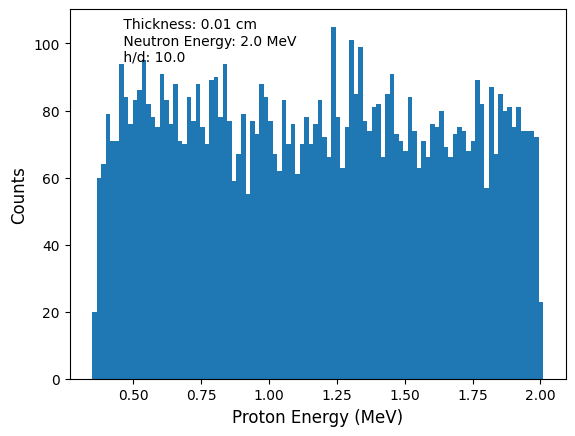 Thickness: 0.01 cm
Neutron Energy: 2.0 MeV
h/d: 10.0
100
80
60
40
20
0
Counts
0.50 0.75 1.00 1.25 1.50 1.75 2.00
Proton Energy (MeV)